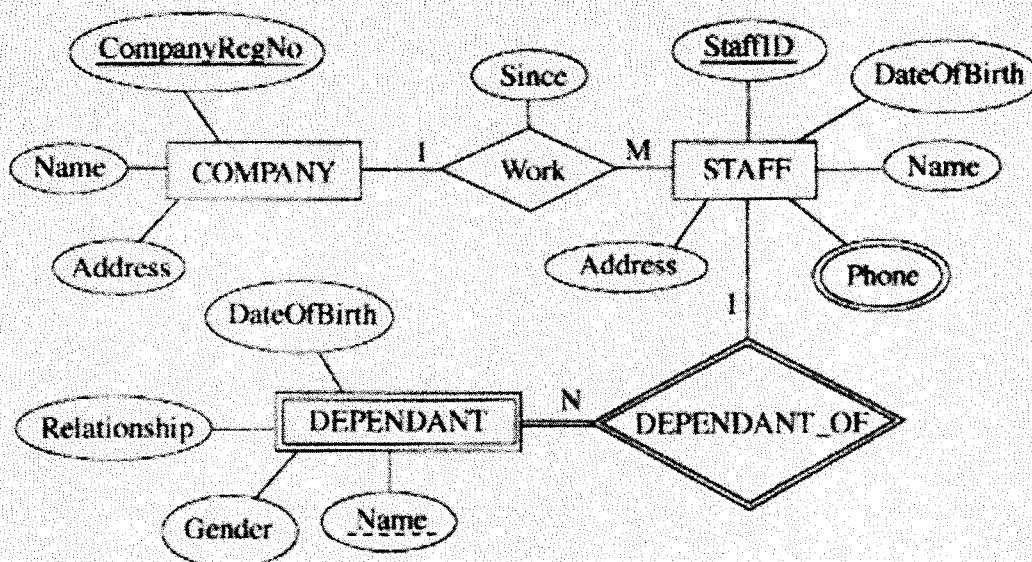 CompanyRegNo
StaffID
Since
DateOfBirth
Name
COMPANY
1
Work
M
STAFF
Name
Address
Address
Phone
DateOfBirth
1
Relationship
DEPENDANT
N
DEPENDANT_OF
Gender
Name